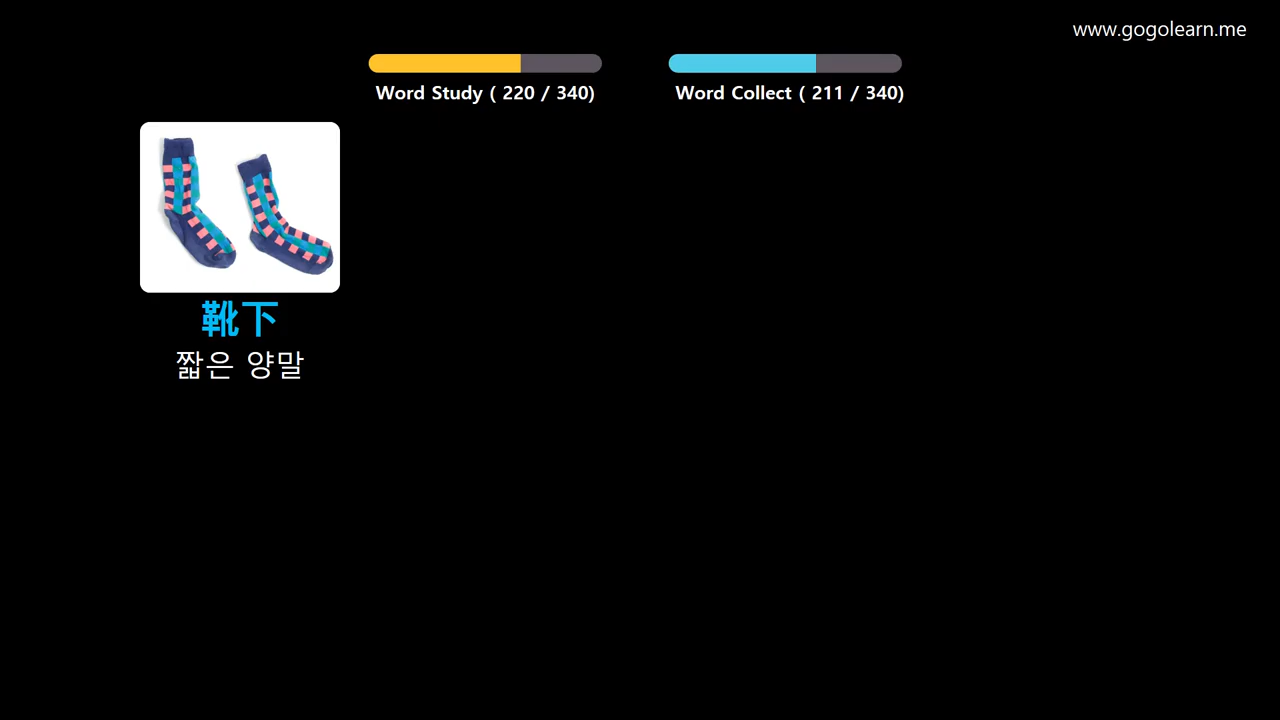 www.gogolearn.me
Word Study ( 220 / 340)
Word Collect ( 211 / 340)
靴下
짧은 양말